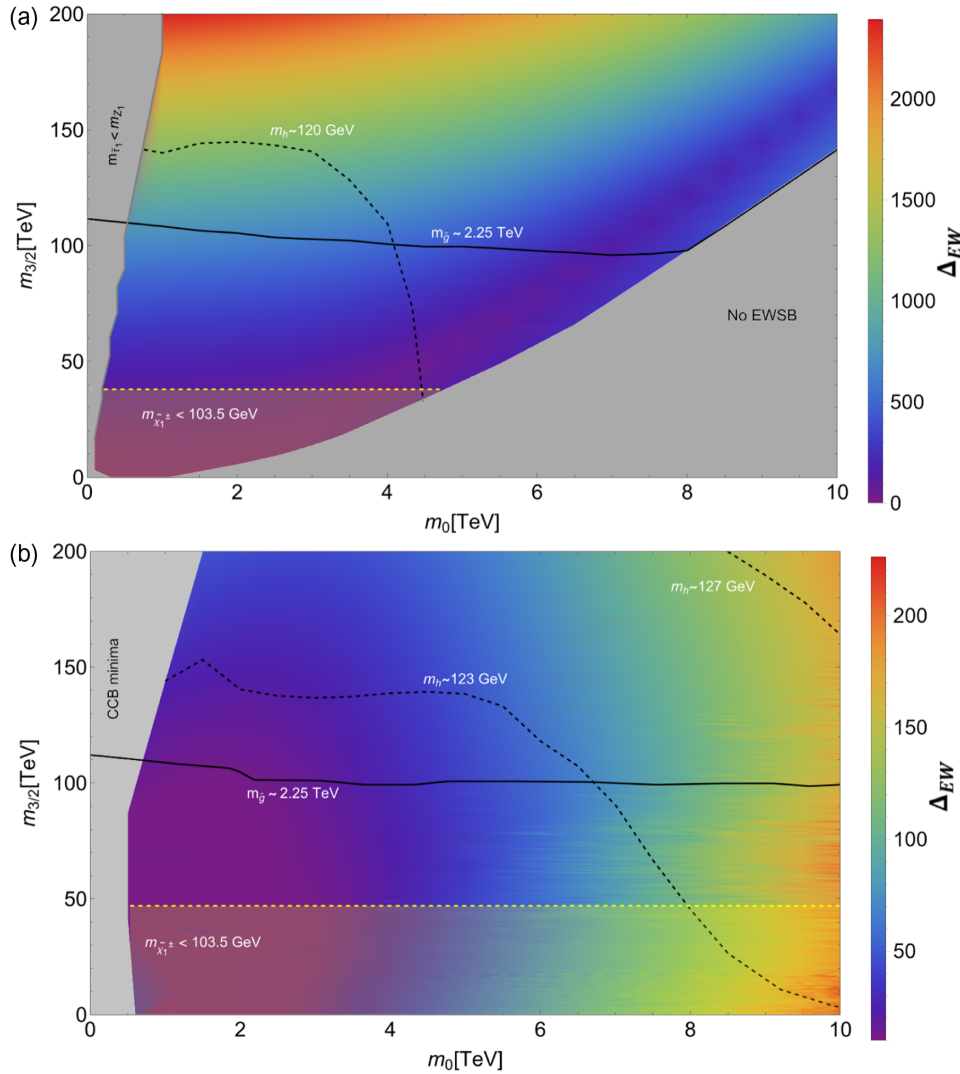 (a)
200
150
100
50
0
m3/2[TeV]
0
2
4
6
8
10
m0[TeV]
mτ̃1 < mZ1
mh~120 GeV
mg̃ ~ 2.25 TeV
No EWSB
mχ̃1± < 103.5 GeV
2000
1500
1000
500
0
ΔEW
(b)
200
150
100
50
0
m3/2[TeV]
0
2
4
6
8
10
m0[TeV]
CCB minima
mh~127 GeV
mh~123 GeV
mg̃ ~ 2.25 TeV
mχ̃1± < 103.5 GeV
200
150
100
50
ΔEW